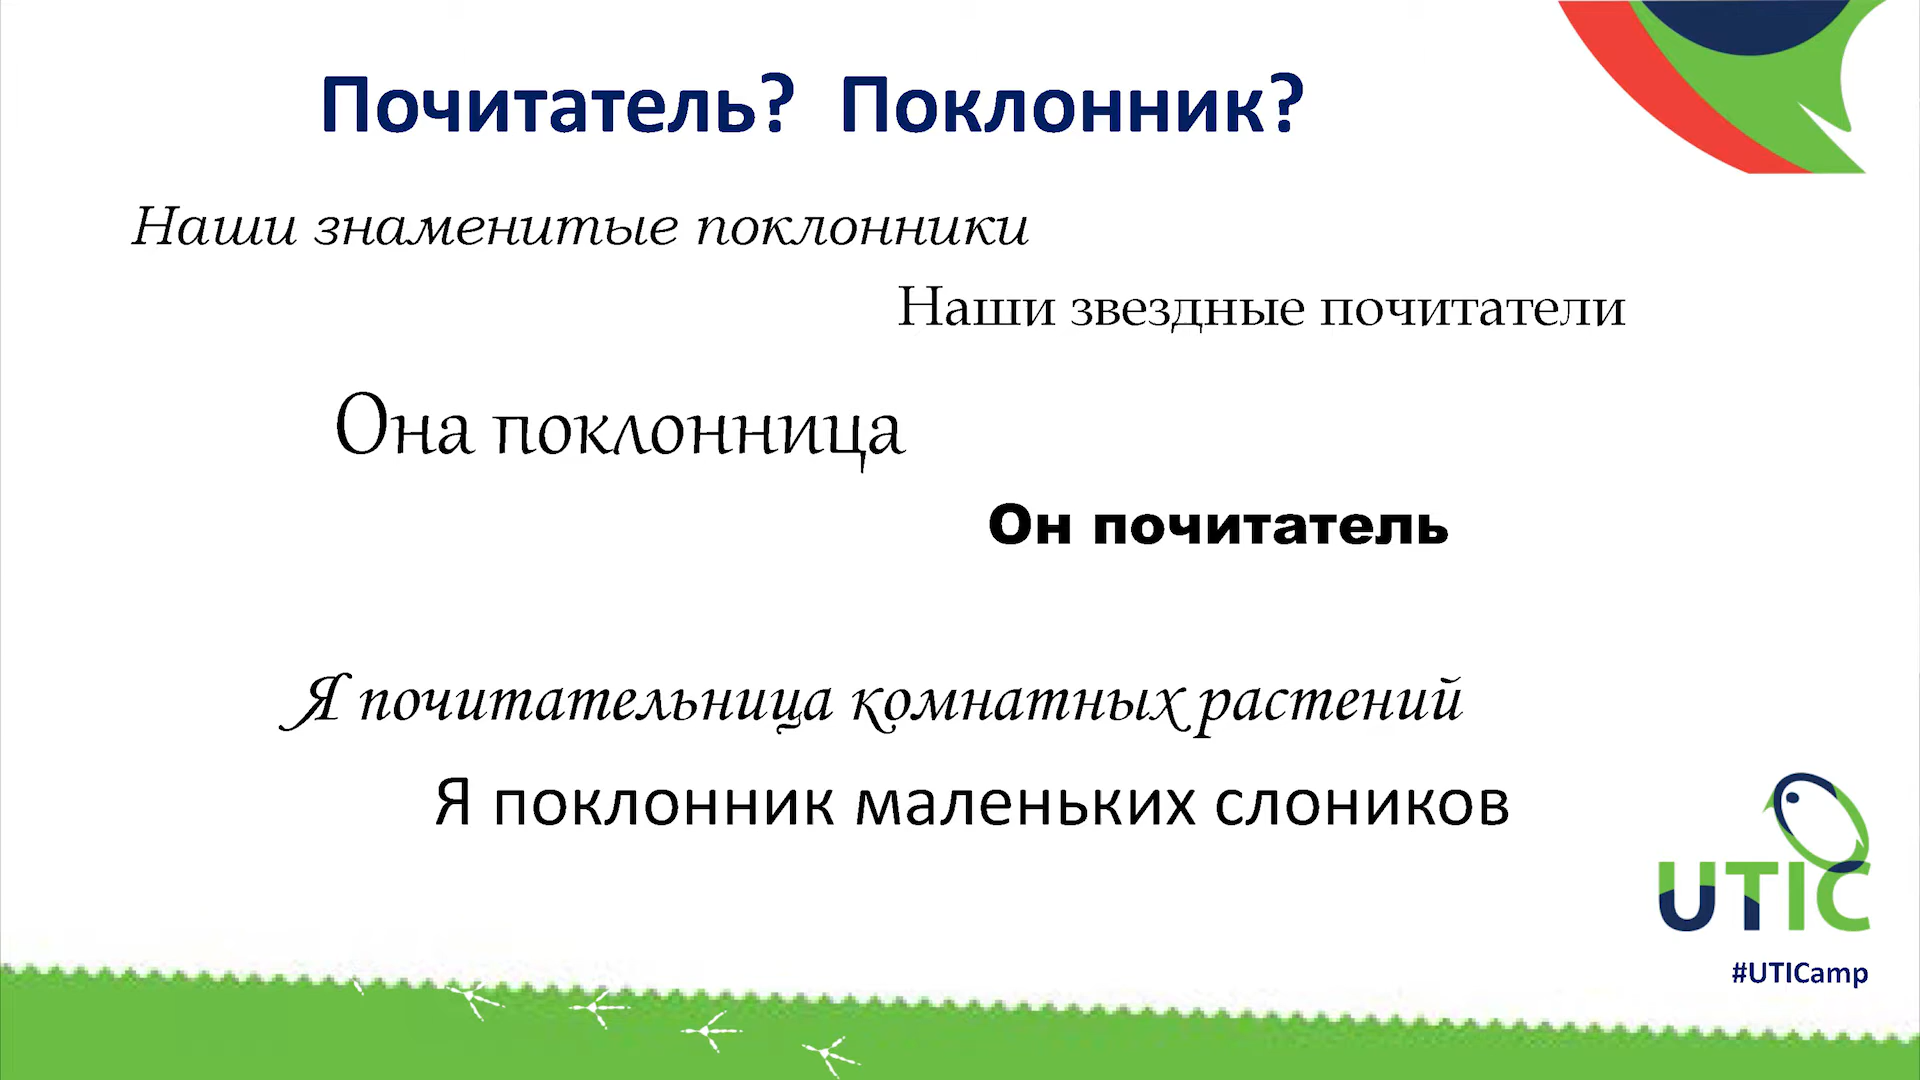 Почитатель? Поклонник?
Наши знаменитые поклонники
Наши звездные почитатели
Она поклонница
Он почитатель
Я почитательница комнатных растений
Я поклонник маленьких слоников
UTIC
#UTICamp